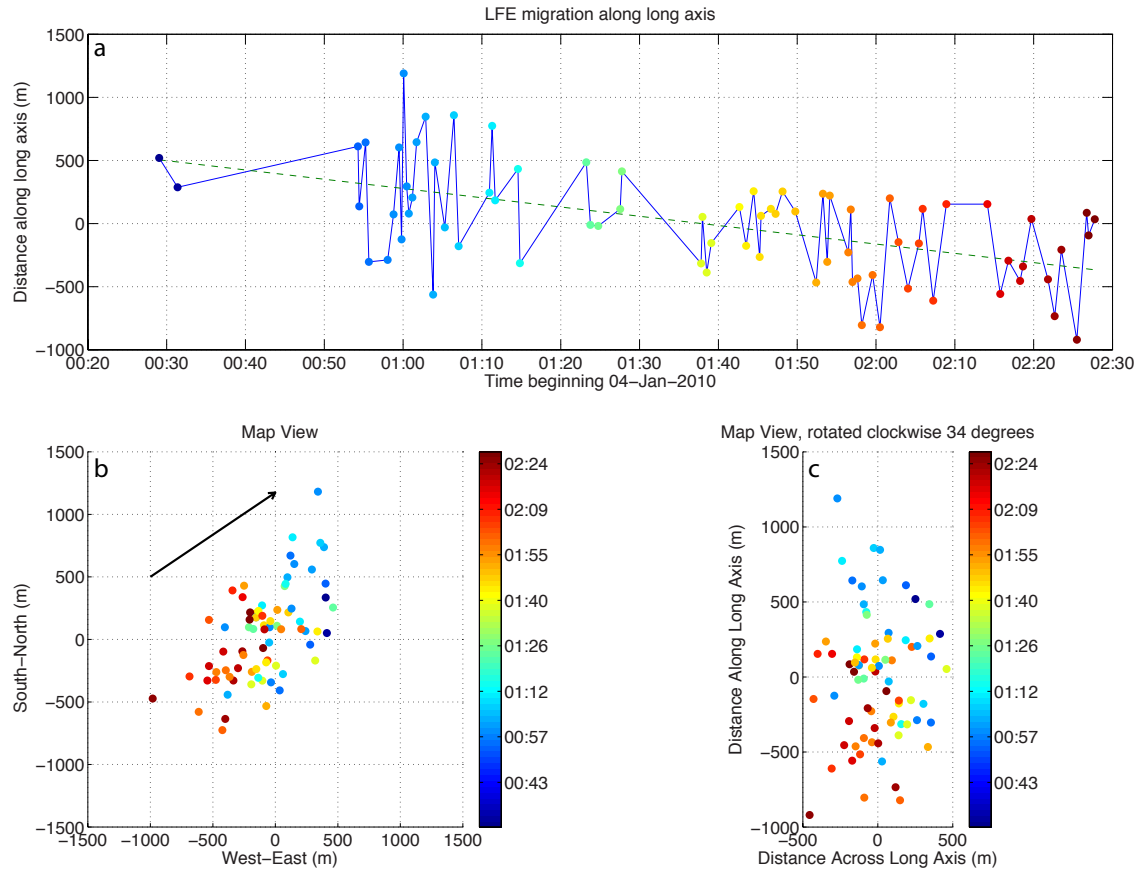 LFE migration along long axis
a
1500
1000
500
0
−500
−1000
Distance along long axis (m)
00:20 00:30 00:40 00:50 01:00 01:10 01:20 01:30 01:40 01:50 02:00 02:10 02:20 02:30
Time beginning 04−Jan−2010
Map View
b
1500
1000
500
0
−500
−1000
−1500
South−North (m)
−1500 −1000 −500 0 500 1000 1500
West−East (m)
02:24
02:09
01:55
01:40
01:26
01:12
00:57
00:43
Map View, rotated clockwise 34 degrees
c
1500
1000
500
0
−500
−1000
Distance Along Long Axis (m)
−500 0 500
Distance Across Long Axis (m)
02:24
02:09
01:55
01:40
01:26
01:12
00:57
00:43